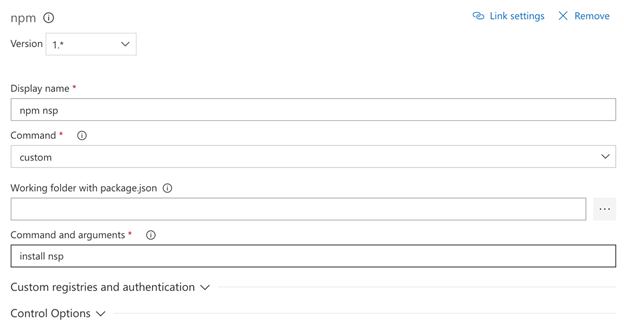 npm Link settings Remove
Version 1.*
Display name *
npm nsp
Command *
custom
Working folder with package.json
...
Command and arguments *
install nsp
Custom registries and authentication
Control Options